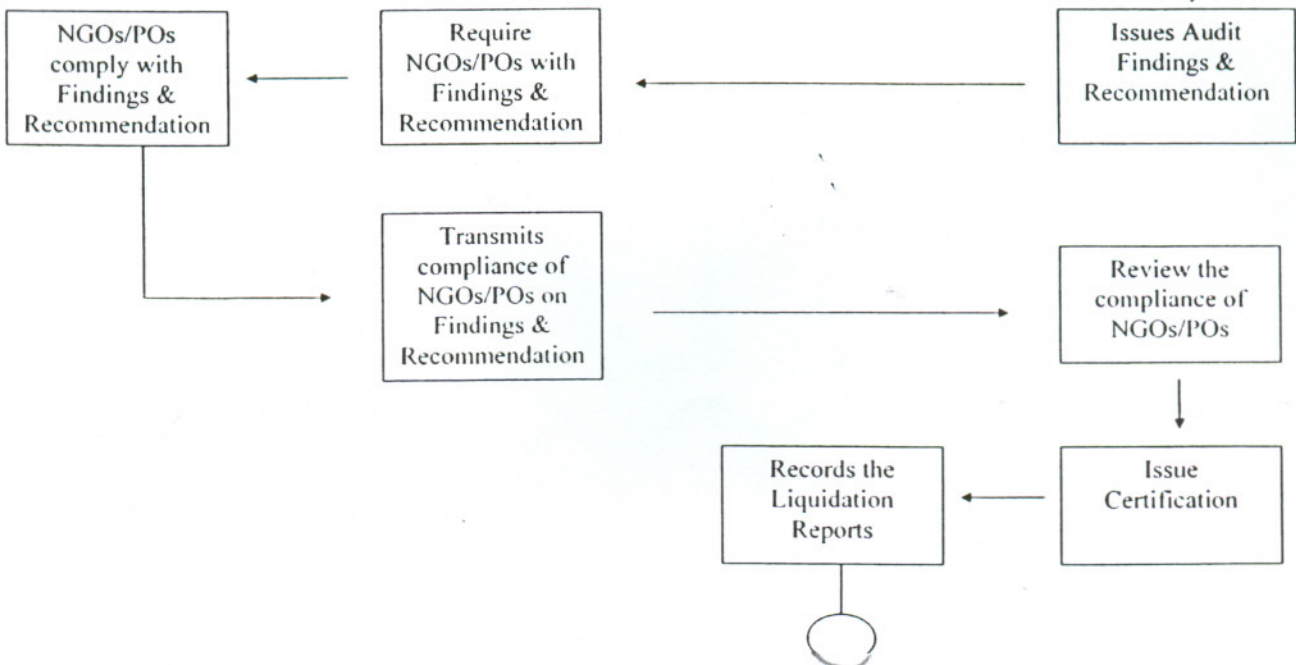 NGOs/POs
comply with
Findings &
Recommendation
Require
NGOs/POs with
Findings &
Recommendation
Issues Audit
Findings &
Recommendation
Transmits
compliance of
NGOs/POs on
Findings &
Recommendation
Review the
compliance of
NGOs/POs
Records the
Liquidation
Reports
Issue
Certification